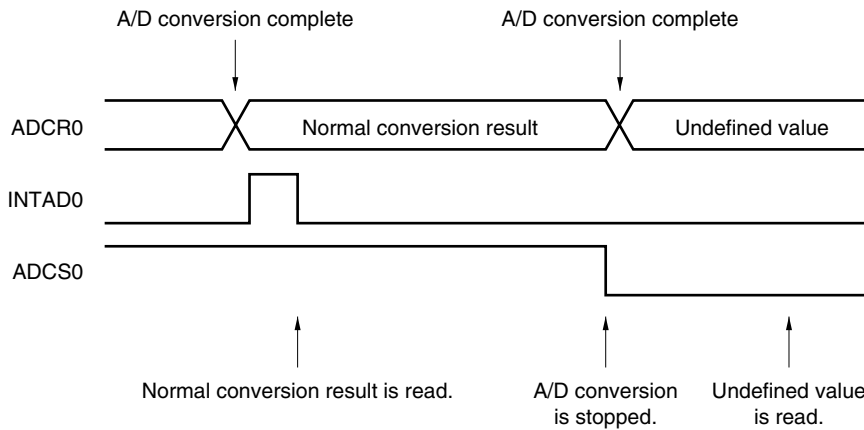 A/D conversion complete
A/D conversion complete
ADCR0
Normal conversion result
Undefined value
INTAD0
ADCS0
Normal conversion result is read.
A/D conversion
is stopped.
Undefined value
is read.